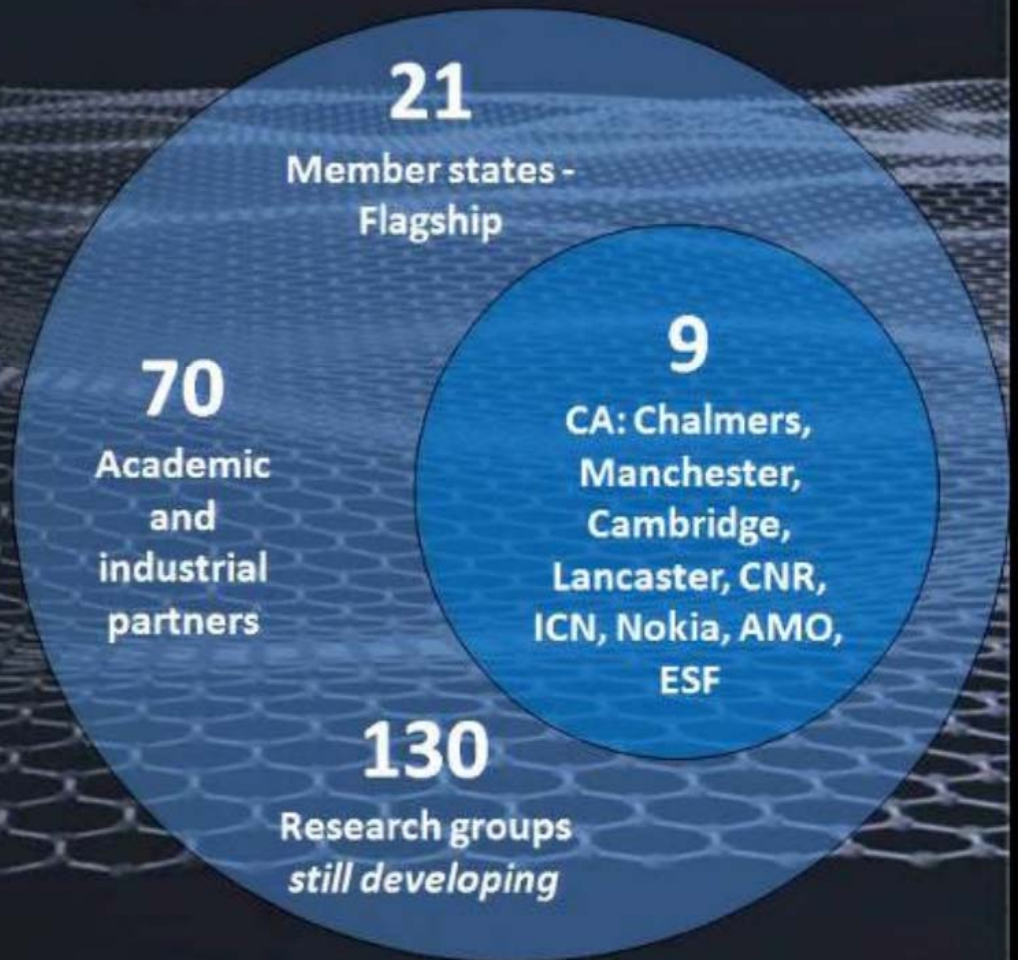 21
Member states -
Flagship
70
Academic
and
industrial
partners
9
CA: Chalmers,
Manchester,
Cambridge,
Lancaster, CNR,
ICN, Nokia, AMO,
ESF
130
Research groups
still developing